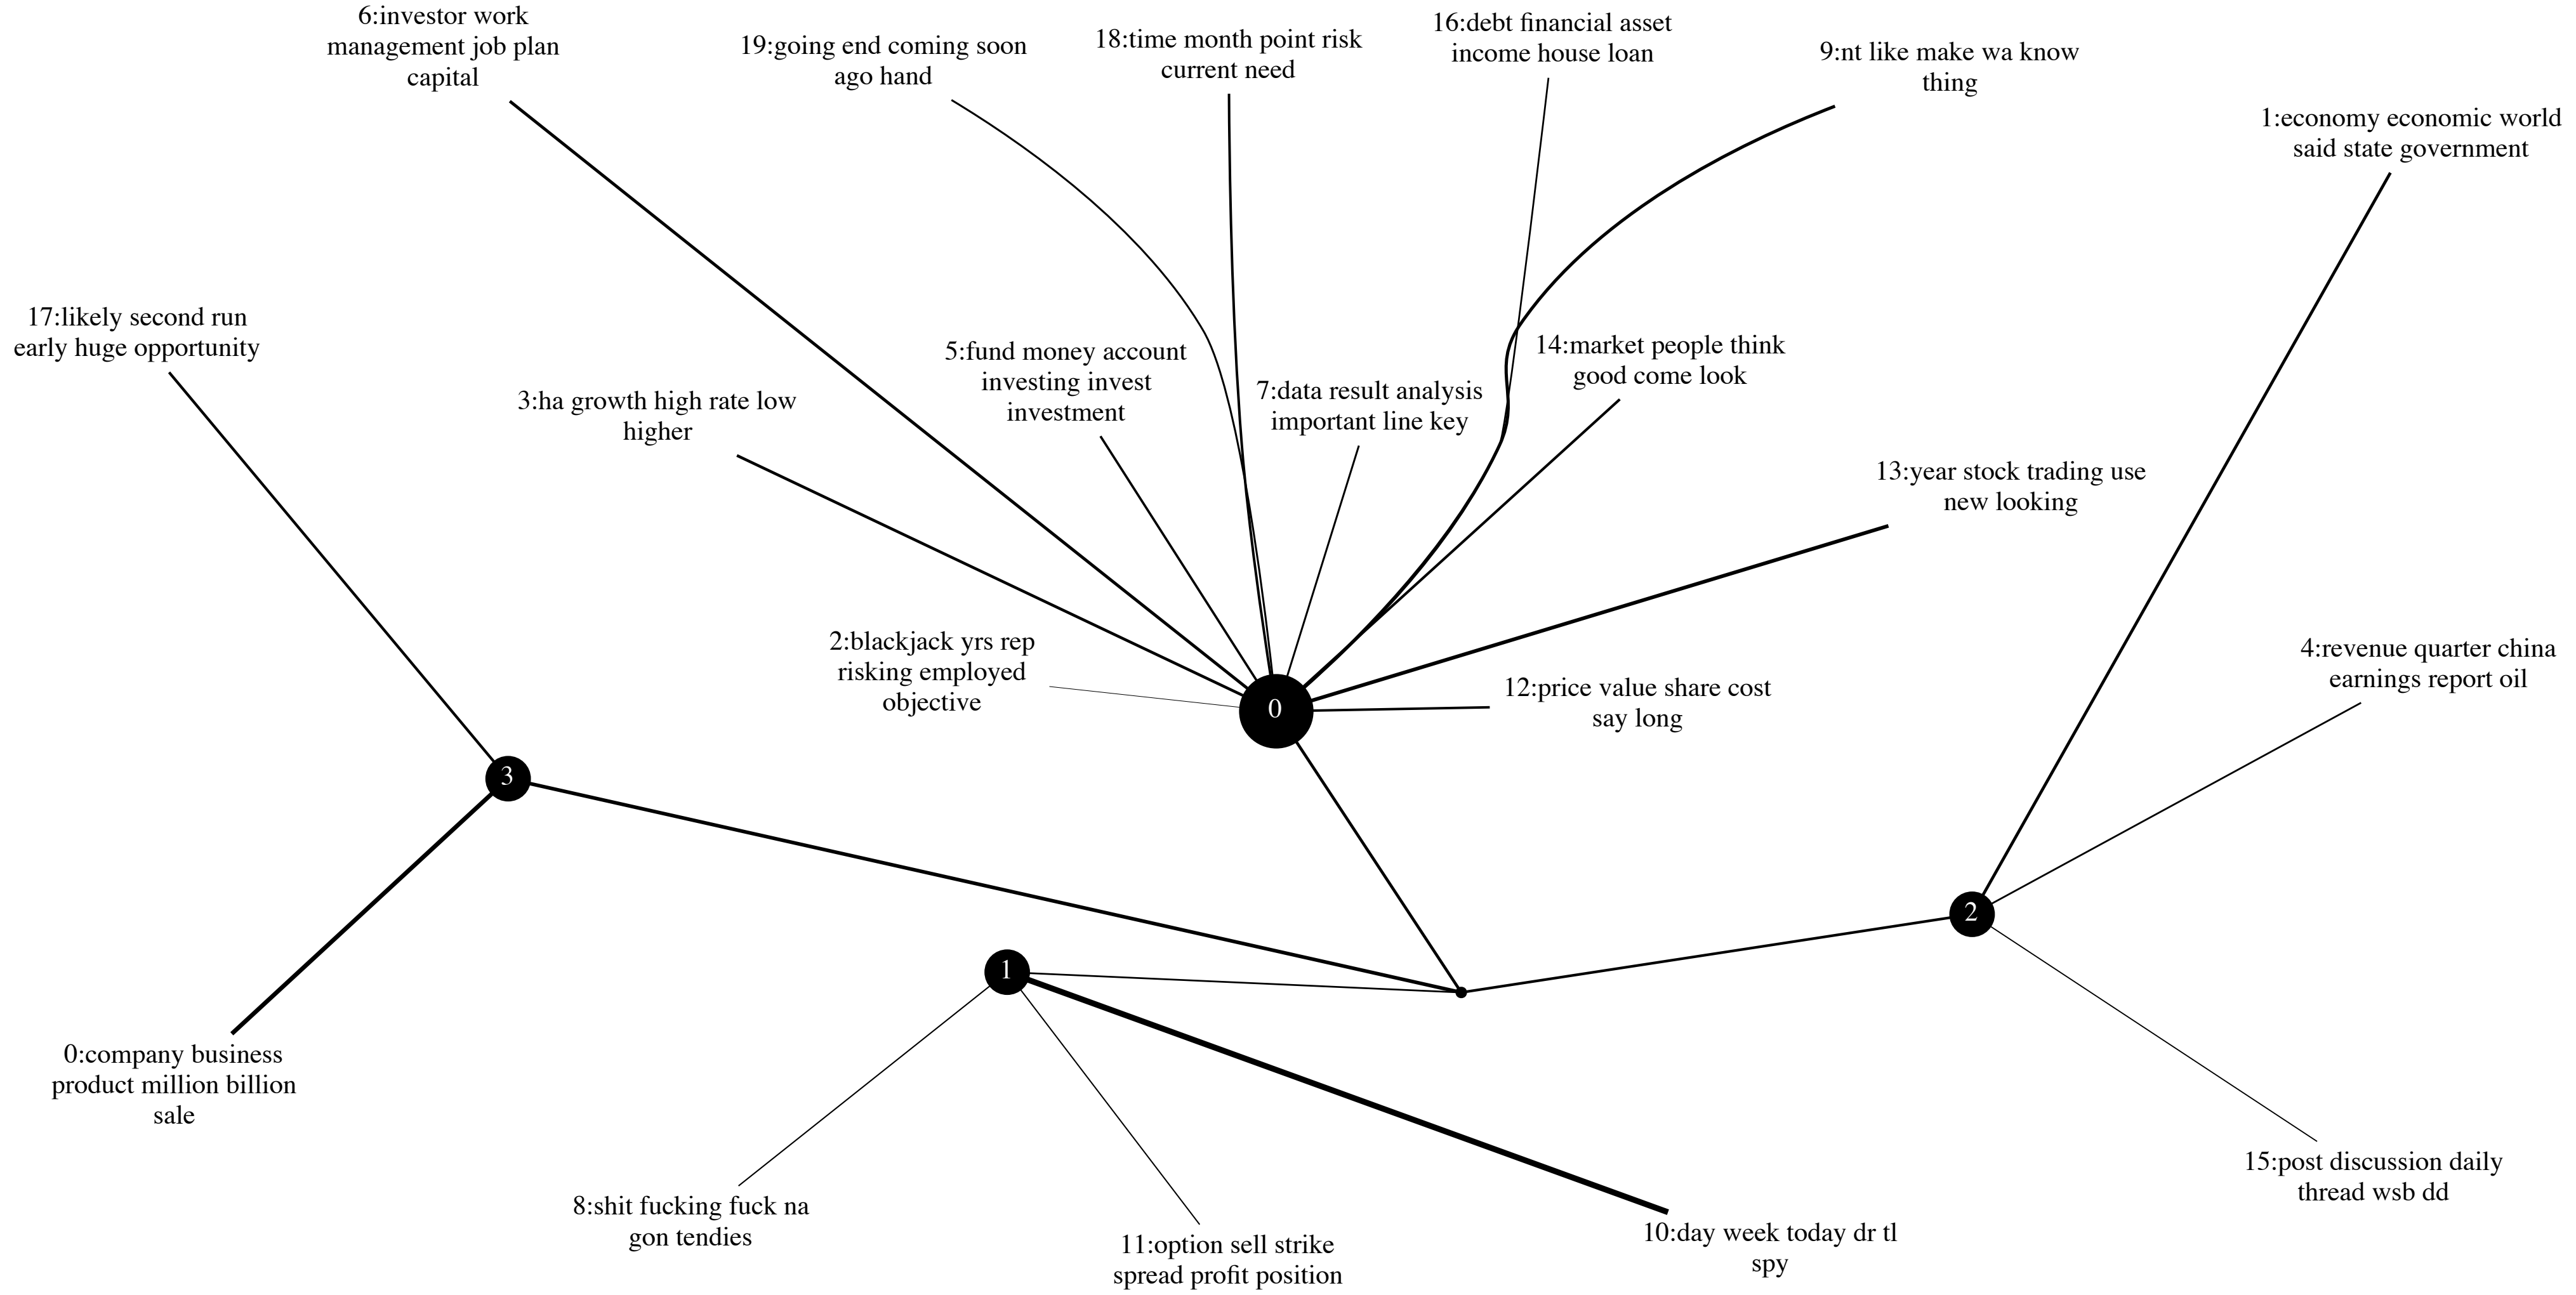 6:investor work
management job plan
capital
19:going end coming soon
ago hand
18:time month point risk
current need
16:debt financial asset
income house loan
9:nt like make wa know
thing
1:economy economic world
said state government
17:likely second run
early huge opportunity
3:ha growth high rate low
higher
5:fund money account
investing invest
investment
7:data result analysis
important line key
14:market people think
good come look
13:year stock trading use
new looking
2:blackjack yrs rep
risking employed
objective
0
12:price value share cost
say long
4:revenue quarter china
earnings report oil
3
2
1
0:company business
product million billion
sale
8:shit fucking fuck na
gon tendies
11:option sell strike
spread profit position
10:day week today dr tl
spy
15:post discussion daily
thread wsb dd